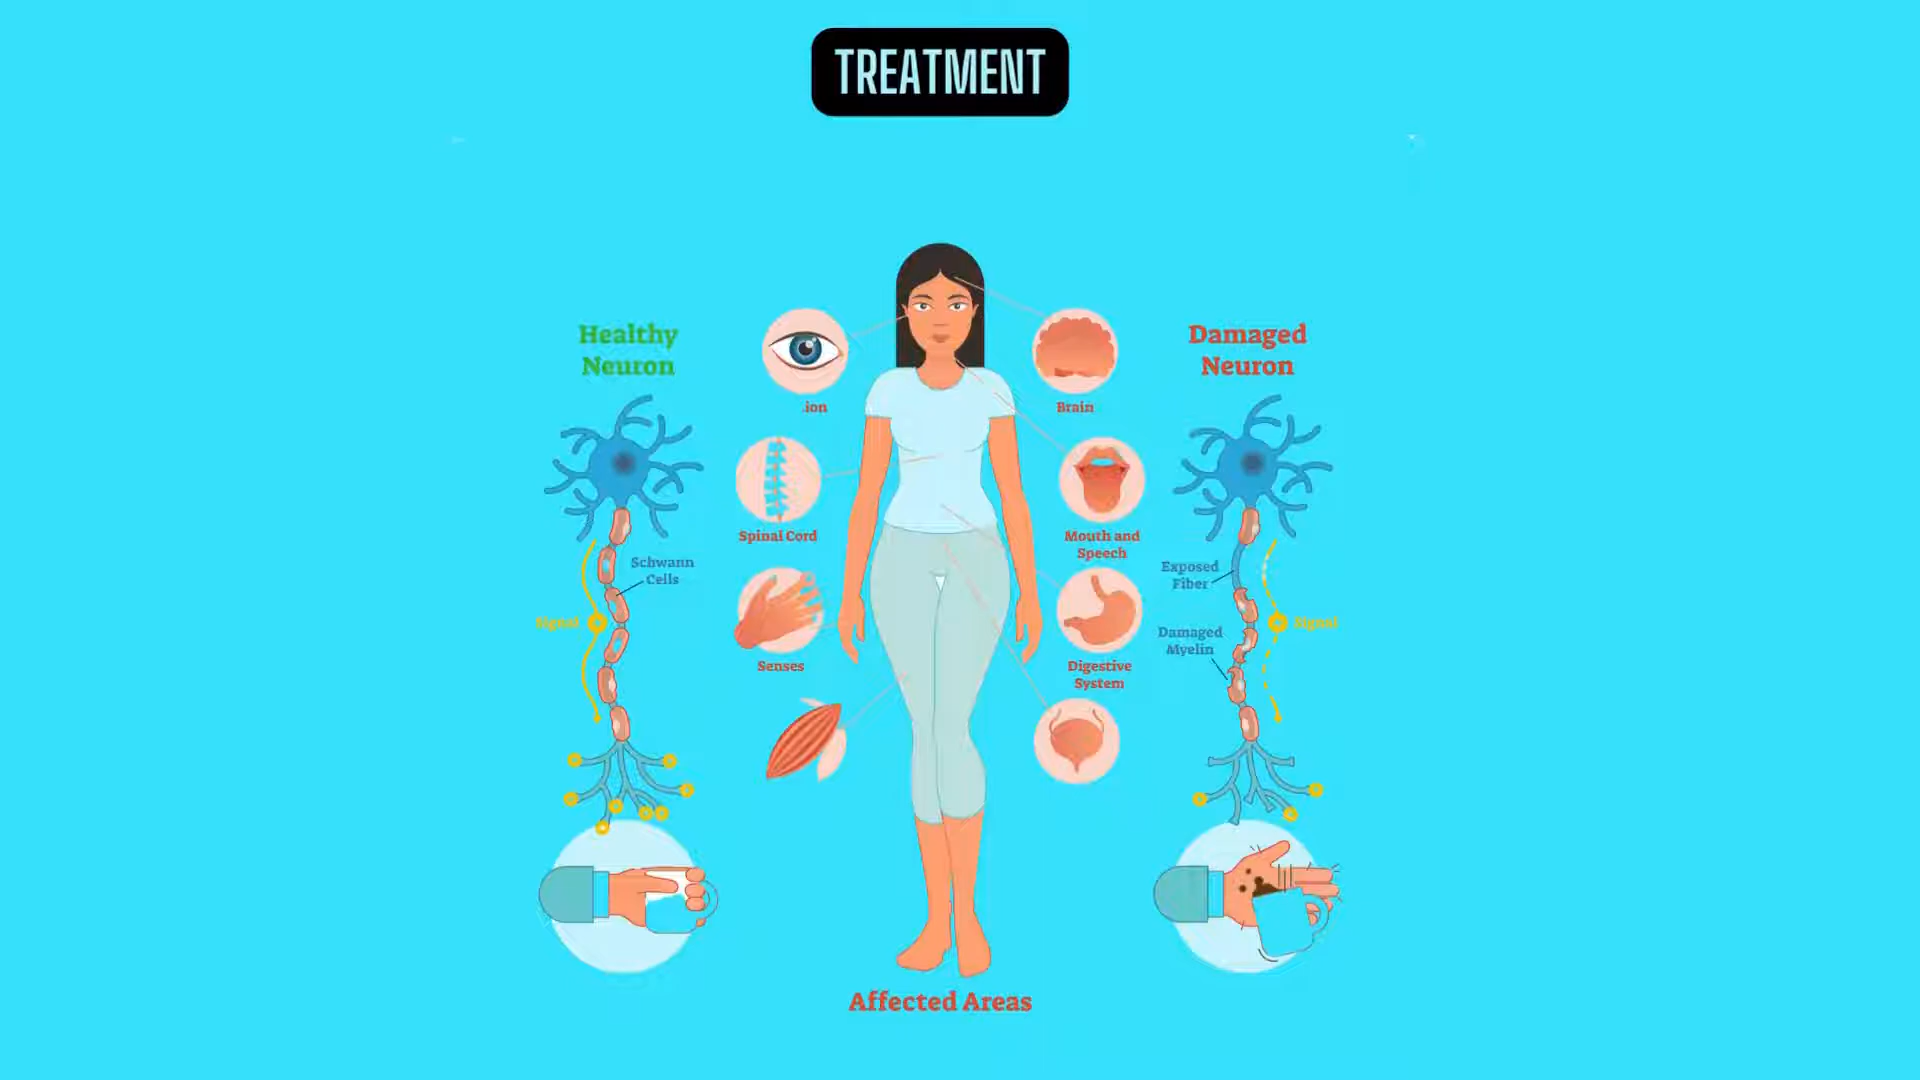 TREATMENT
Healthy
Neuron
Damaged
Neuron
.ion
Brain
Spinal Cord
Mouth and
Speech
Schwann
Cells
Exposed
Fiber
Signal
Signal
Damaged
Myelin
Senses
Digestive
System
Affected Areas